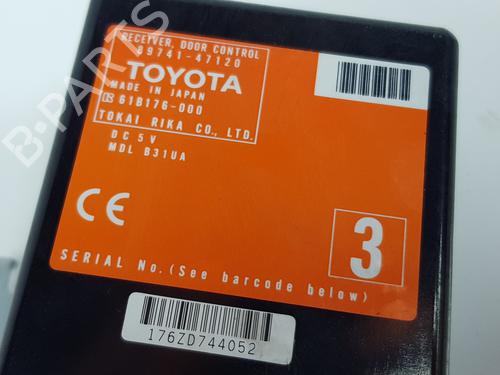 RECEIVER, DOOR CONTROL
89741-47120
TOYOTA
MADE IN JAPAN
61B176-000
TOKAI RIKA CO., LTD.
DC 5V
MDL B31UA
CE
3
SERIAL No. (See barcode below)
176ZD744052
B-PARTS